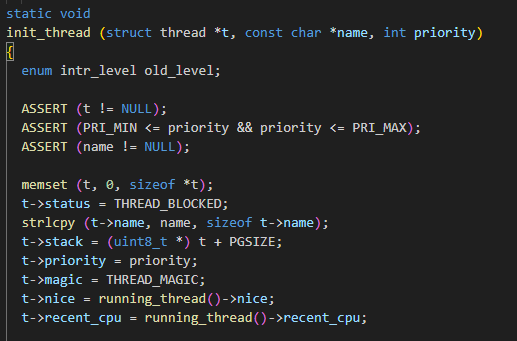 static void
init_thread (struct thread *t, const char *name, int priority)
{
  enum intr_level old_level;

  ASSERT (t != NULL);
  ASSERT (PRI_MIN <= priority && priority <= PRI_MAX);
  ASSERT (name != NULL);

  memset (t, 0, sizeof *t);
  t->status = THREAD_BLOCKED;
  strlcpy (t->name, name, sizeof t->name);
  t->stack = (uint8_t *) t + PGSIZE;
  t->priority = priority;
  t->magic = THREAD_MAGIC;
  t->nice = running_thread()->nice;
  t->recent_cpu = running_thread()->recent_cpu;